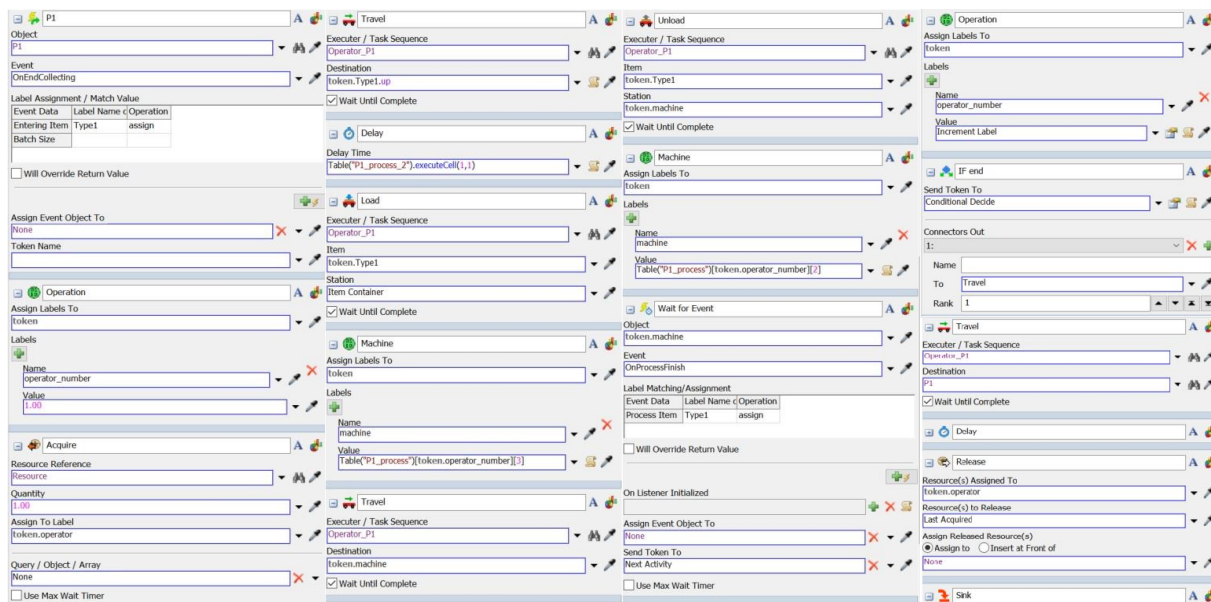 P1
Object
P1
Event
OnEndCollecting
Label Assignment / Match Value
Event Data Label Name c Operation
Entering Item Type1 assign
Batch Size
Will Override Return Value
Assign Event Object To
None
Token Name
Operation
Assign Labels To
token
Labels
Name
operator_number
Value
1.00
Acquire
Resource Reference
Resource
Quantity
1.00
Assign To Label
token.operator
Query / Object / Array
None
Use Max Wait Timer
Travel
Executer / Task Sequence
Operator_P1
Destination
token.Type1.up
Wait Until Complete
Delay
Delay Time
Table("P1_process_2").executeCell(1,1)
Load
Executer / Task Sequence
Operator_P1
Item
token.Type1
Station
Item Container
Wait Until Complete
Machine
Assign Labels To
token
Labels
Name
machine
Value
Table("P1_process")[token.operator_number][3]
Travel
Executer / Task Sequence
Operator_P1
Destination
token.machine
Wait Until Complete
Unload
Executer / Task Sequence
Operator_P1
Item
token.Type1
Station
token.machine
Wait Until Complete
Machine
Assign Labels To
token
Labels
Name
machine
Value
Table("P1_process")[token.operator_number][2]
Wait for Event
Object
token.machine
Event
OnProcessFinish
Label Matching/Assignment
Event Data Label Name c Operation
Process Item Type1 assign
Will Override Return Value
On Listener Initialized
Assign Event Object To
None
Send Token To
Next Activity
Use Max Wait Timer
Operation
Assign Labels To
token
Labels
Name
operator_number
Value
Increment Label
IF end
Send Token To
Conditional Decide
Connectors Out
1:
Name
To Travel
Rank 1
Travel
Executer / Task Sequence
Operator_P1
Destination
P1
Wait Until Complete
Delay
Release
Resource(s) Assigned To
token.operator
Resource(s) to Release
Last Acquired
Assign Released Resource(s)
Assign to Insert at Front of
None
Sink